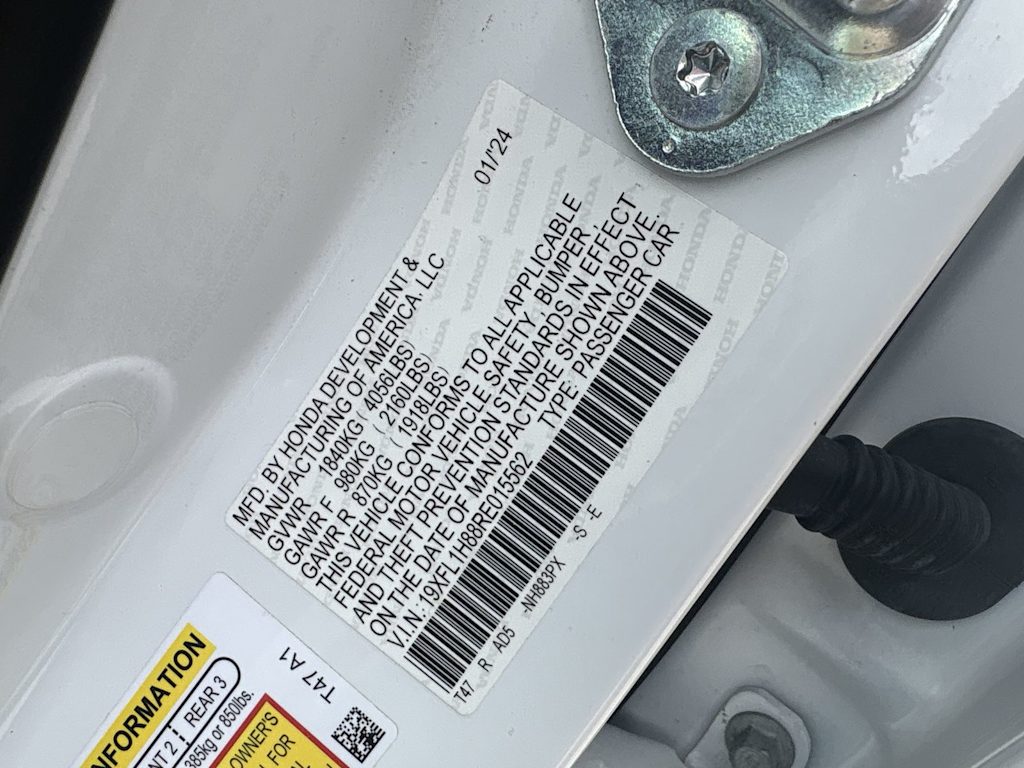 01/'24
MFD. BY HONDA DEVELOPMENT &
MANUFACTURING OF AMERICA, LLC
GVWR 1840KG ( 4056LBS)
GAWR F 980KG ( 2160LBS)
GAWR R 870KG ( 1918LBS)
THIS VEHICLE CONFORMS TO ALL APPLICABLE
FEDERAL MOTOR VEHICLE SAFETY, BUMPER ,
AND THEFT PREVENTION STANDARDS IN EFFECT
ON THE DATE OF MANUFACTURE SHOWN ABOVE.
V.I.N.:19XFL1H88RE015562 TYPE: PASSENGER CAR
T47 R AD5 -NH883PX -S -E
NFORMATION
NT 2 REAR 3
385kg or 850lbs.
OWNER'S
FOR
T47 A1